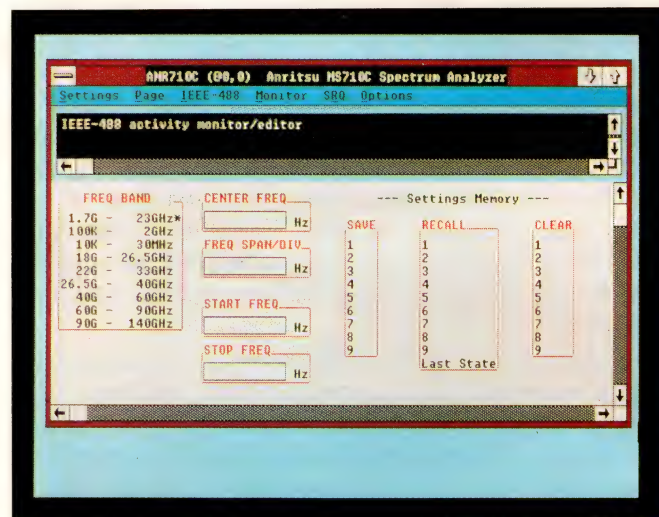 ANR710C (@0,0) Anritsu MS710C Spectrum Analyzer
Settings Page IEEE-488 Monitor SRQ Options
IEEE-488 activity monitor/editor
FREQ BAND
1.7G - 23GHz*
100K - 2GHz
10K - 30MHz
18G - 26.5GHz
22G - 33GHz
26.5G - 40GHz
40G - 60GHz
60G - 90GHz
90G - 140GHz
CENTER FREQ
Hz
FREQ SPAN/DIV
Hz
START FREQ
Hz
STOP FREQ
Hz
--- Settings Memory ---
SAVE
1
2
3
4
5
6
7
8
9
RECALL
1
2
3
4
5
6
7
8
9
Last State
CLEAR
1
2
3
4
5
6
7
8
9